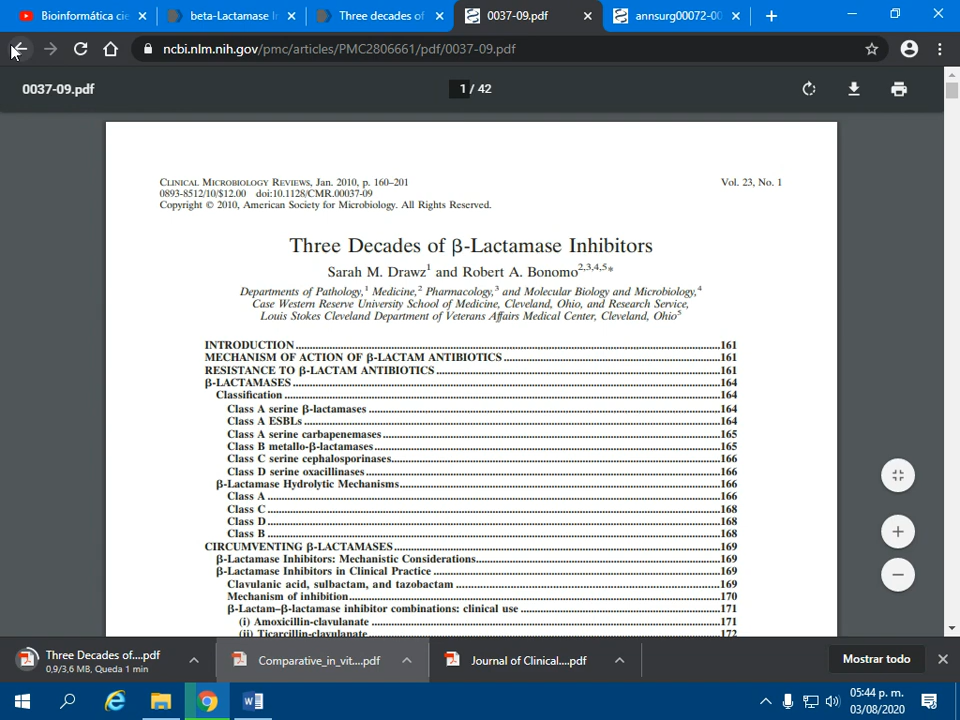 Bioinformática cie
beta-Lactamase In
Three decades of
0037-09.pdf
annsurg00072-00
ncbi.nlm.nih.gov/pmc/articles/PMC2806661/pdf/0037-09.pdf
0037-09.pdf
1 / 42
CLINICAL MICROBIOLOGY REVIEWS, Jan. 2010, p. 160–201
Vol. 23, No. 1
0893-8512/10/$12.00 doi:10.1128/CMR.00037-09
Copyright © 2010, American Society for Microbiology. All Rights Reserved.
Three Decades of β-Lactamase Inhibitors
Sarah M. Drawz1 and Robert A. Bonomo2,3,4,5*
Departments of Pathology,1 Medicine,2 Pharmacology,3 and Molecular Biology and Microbiology,4
Case Western Reserve University School of Medicine, Cleveland, Ohio, and Research Service,
Louis Stokes Cleveland Department of Veterans Affairs Medical Center, Cleveland, Ohio5
INTRODUCTION 161
MECHANISM OF ACTION OF β-LACTAM ANTIBIOTICS 161
RESISTANCE TO β-LACTAM ANTIBIOTICS 161
β-LACTAMASES 164
Classification 164
Class A serine β-lactamases 164
Class A ESBLs 164
Class A serine carbapenemases 165
Class B metallo-β-lactamases 165
Class C serine cephalosporinases 166
Class D serine oxacillinases 166
β-Lactamase Hydrolytic Mechanisms 166
Class A 166
Class C 168
Class D 168
Class B 168
CIRCUMVENTING β-LACTAMASES 169
β-Lactamase Inhibitors: Mechanistic Considerations 169
β-Lactamase Inhibitors in Clinical Practice 169
Clavulanic acid, sulbactam, and tazobactam 169
Mechanism of inhibition 170
β-Lactam–β-lactamase inhibitor combinations: clinical use 171
(i) Amoxicillin-clavulanate 171
(ii) Ticarcillin-clavulanate 172
Three Decades of....pdf
0,9/3,6 MB, Queda 1 min
Comparative_in_vit....pdf
Journal of Clinical....pdf
Mostrar todo
05:44 p. m.
03/08/2020